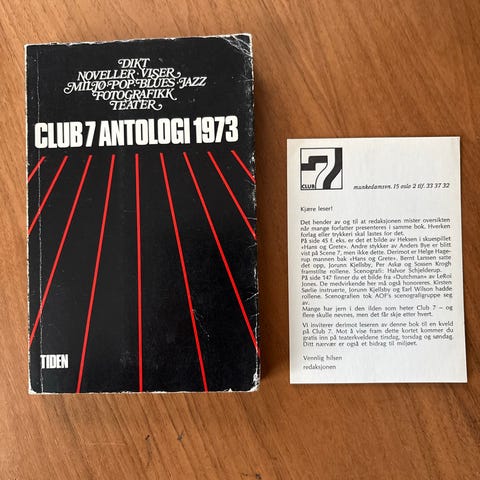 DIKT
NOVELLER · VISER
MILJØ · POP · BLUES · JAZZ
FOTOGRAFIKK
TEATER
CLUB 7 ANTOLOGI 1973
TIDEN
7
CLUB
munkedamsvn. 15 oslo 2 tlf. 33 37 32
Kjære leser!
Det hender av og til at redaksjonen mister oversikten
når mange forfatter presenteres i samme bok. Hverken
forlag eller trykkeri skal lastes for det.
På side 45 f. eks. er det et bilde av Heksen i skuespillet
«Hans og Grete». Andre stykker av Anders Bye er blitt
vist på Scene 7, men ikke dette. Derimot er Helge Hage-
rup mannen bak «Hans og Grete». Bernt Lanssen satte
det opp, Jorunn Kjellsby, Per Aske og Sossen Krogh
framstilte rollene. Scenografi: Halvor Schjelderup.
På side 147 finner du et bilde fra «Dutchman» av LeRoi
Jones. De medvirkende her må også honoreres. Kirsten
Sørlie instruerte, Jorunn Kjellsby og Earl Wilson hadde
rollene. Scenografien tok AOF's scenografigruppe seg
av.
Mange har jern i den ilden som heter Club 7 – og
flere skulle nevnes, men det får skje etter hvert.
Vi inviterer derimot leseren av denne bok til en kveld
på Club 7. Mot å vise fram dette kortet kommer du
gratis inn på teaterkveldene tirsdag, torsdag og søndag.
Ditt nærvær er også et bidrag til miljøet.
Vennlig hilsen
redaksjonen